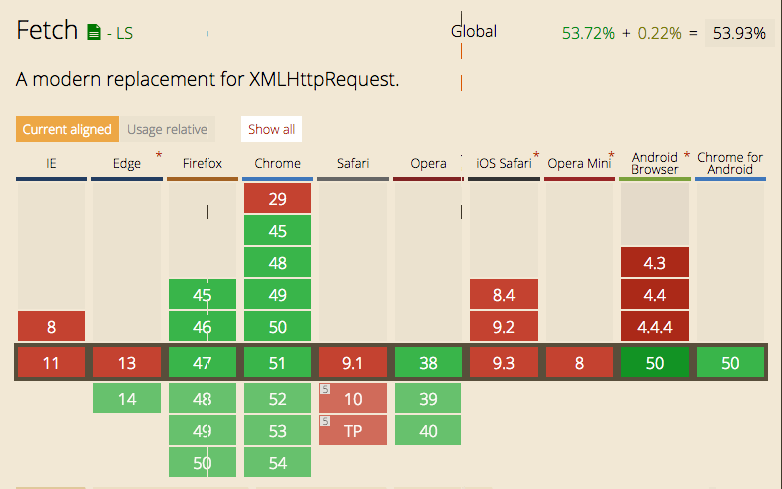 Fetch - LS Global 53.72% + 0.22% = 53.93%
A modern replacement for XMLHttpRequest.
Current aligned Usage relative Show all
IE Edge * Firefox Chrome Safari Opera iOS Safari * Opera Mini * Android Browser * Chrome for Android
29
45
48 4.3
45 49 8.4 4.4
8 46 50 9.2 4.4.4
11 13 47 51 9.1 38 9.3 8 50 50
14 48 52 5 10 39
49 53 5 TP 40
50 54